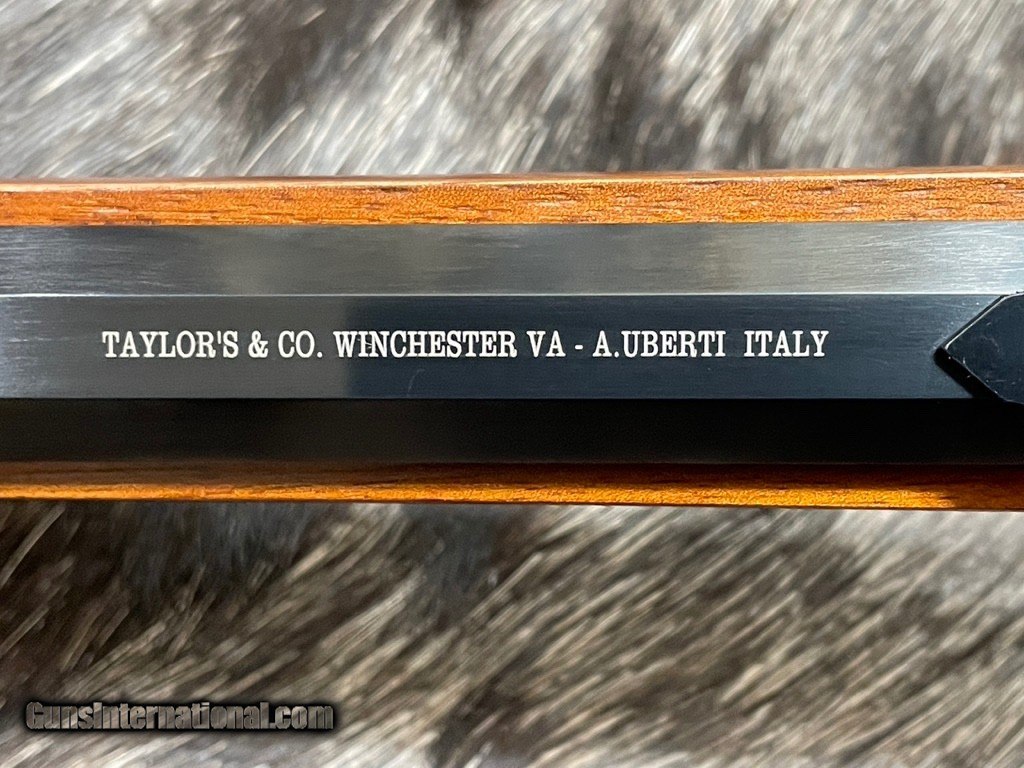 TAYLOR'S & CO. WINCHESTER VA - A.UBERTI ITALY
GunsInternational.com